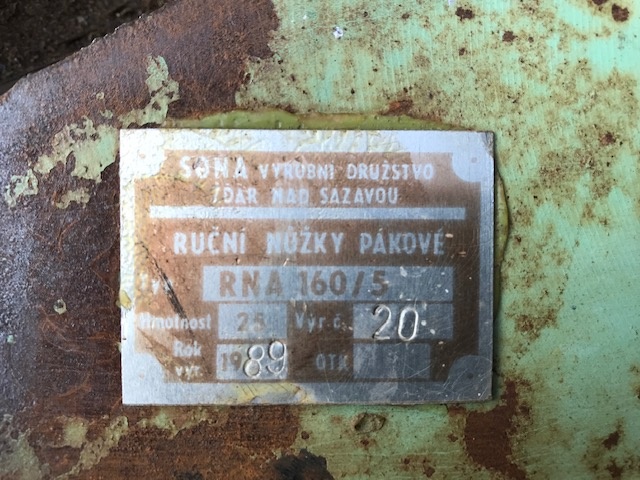 SONA VÝROBNÍ DRUŽSTVO
ŽĎÁR NAD SÁZAVOU
RUČNÍ NŮŽKY PÁKOVÉ
Typ RNA 160/5
Hmotnost 25 Výr.č. 20
Rok výr. 1989 OTK